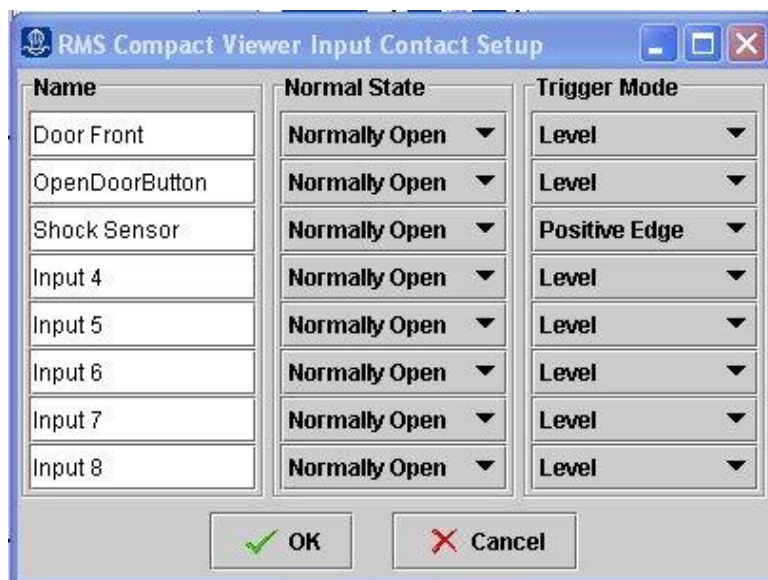 RMS Compact Viewer Input Contact Setup
Name Normal State Trigger Mode
Door Front Normally Open Level
OpenDoorButton Normally Open Level
Shock Sensor Normally Open Positive Edge
Input 4 Normally Open Level
Input 5 Normally Open Level
Input 6 Normally Open Level
Input 7 Normally Open Level
Input 8 Normally Open Level
OK Cancel